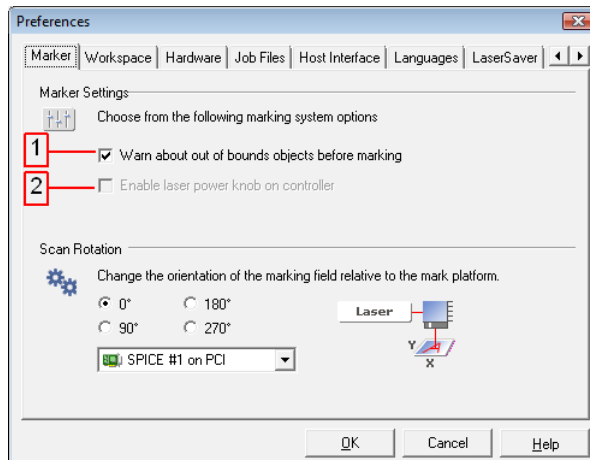 Preferences
Marker Workspace Hardware Job Files Host Interface Languages LaserSaver
Marker Settings
Choose from the following marking system options
1
Warn about out of bounds objects before marking
2
Enable laser power knob on controller
Scan Rotation
Change the orientation of the marking field relative to the mark platform.
0° 180°
Laser
90° 270°
Y
A
X
SPICE #1 on PCI
OK Cancel Help